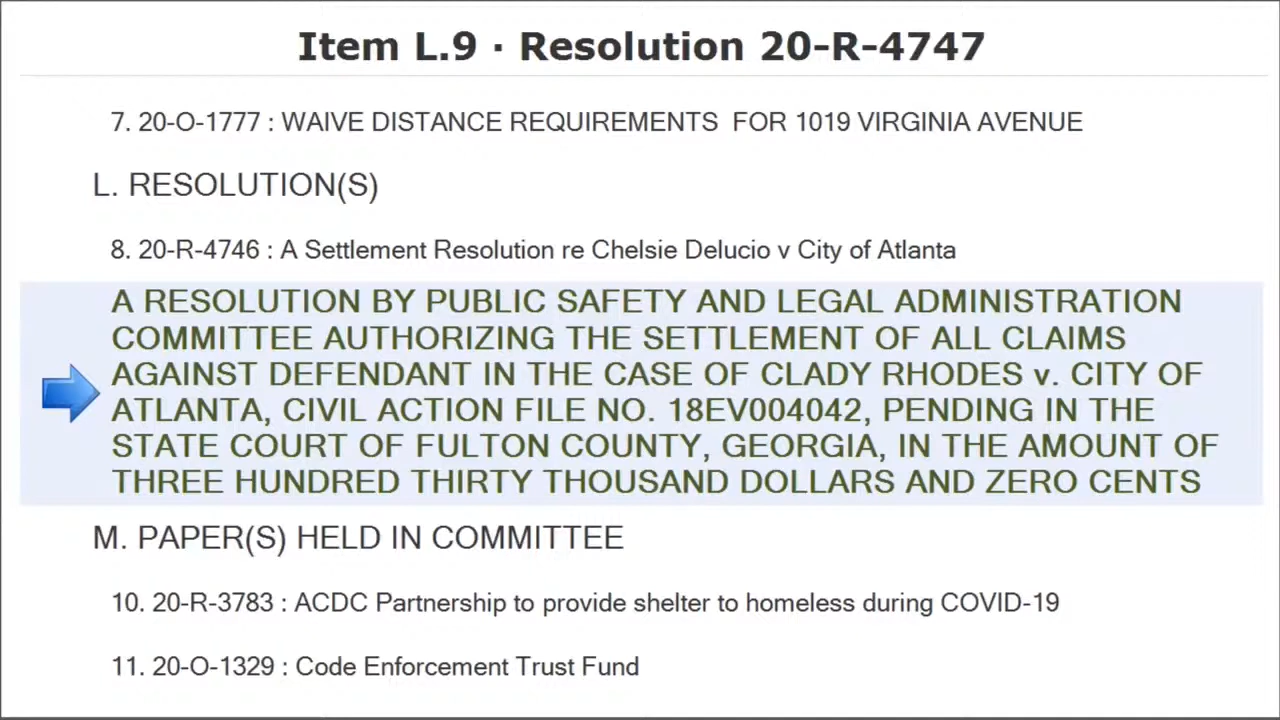 Item L.9 · Resolution 20-R-4747
7. 20-O-1777 : WAIVE DISTANCE REQUIREMENTS  FOR 1019 VIRGINIA AVENUE
L. RESOLUTION(S)
8. 20-R-4746 : A Settlement Resolution re Chelsie Delucio v City of Atlanta
A RESOLUTION BY PUBLIC SAFETY AND LEGAL ADMINISTRATION
COMMITTEE AUTHORIZING THE SETTLEMENT OF ALL CLAIMS
AGAINST DEFENDANT IN THE CASE OF CLADY RHODES v. CITY OF
ATLANTA, CIVIL ACTION FILE NO. 18EV004042, PENDING IN THE
STATE COURT OF FULTON COUNTY, GEORGIA, IN THE AMOUNT OF
THREE HUNDRED THIRTY THOUSAND DOLLARS AND ZERO CENTS
M. PAPER(S) HELD IN COMMITTEE
10. 20-R-3783 : ACDC Partnership to provide shelter to homeless during COVID-19
11. 20-O-1329 : Code Enforcement Trust Fund